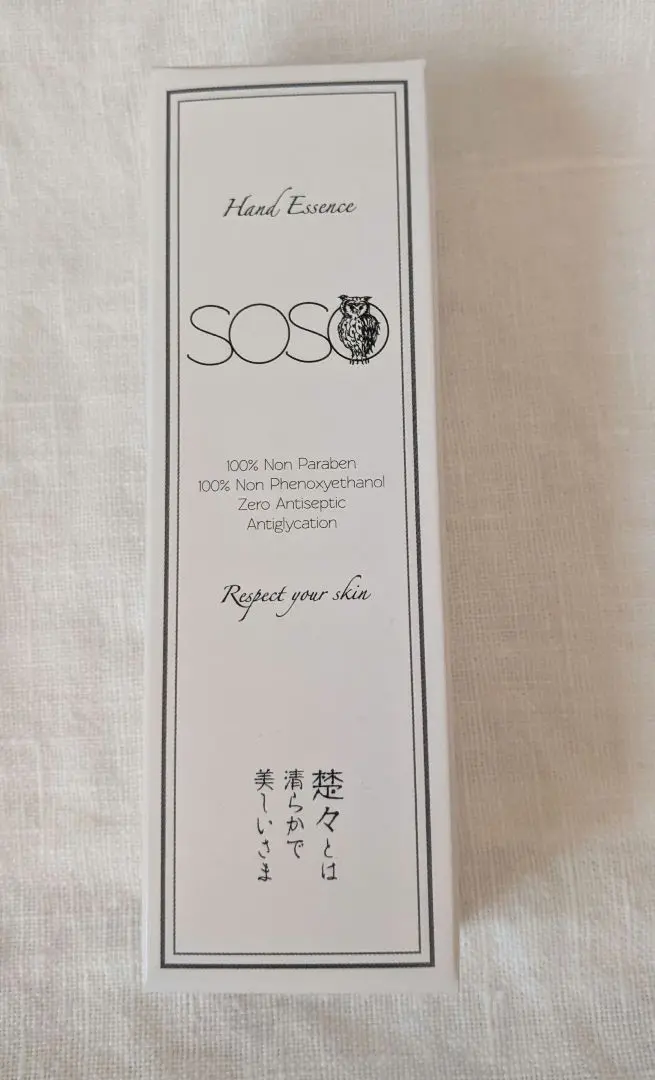 Hand Essence
SOSO
100% Non Paraben
100% Non Phenoxyethanol
Zero Antiseptic
Antiglycation
Respect your skin
楚々とは
清らかで
美しいさま